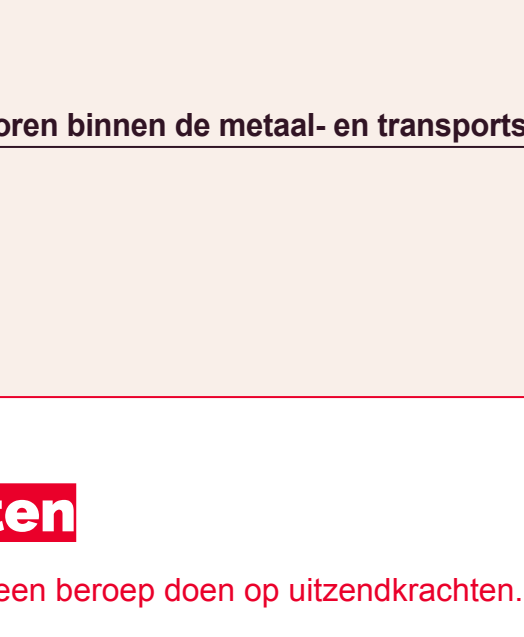 oren binnen de metaal- en transports
ten
een beroep doen op uitzendkrachten.